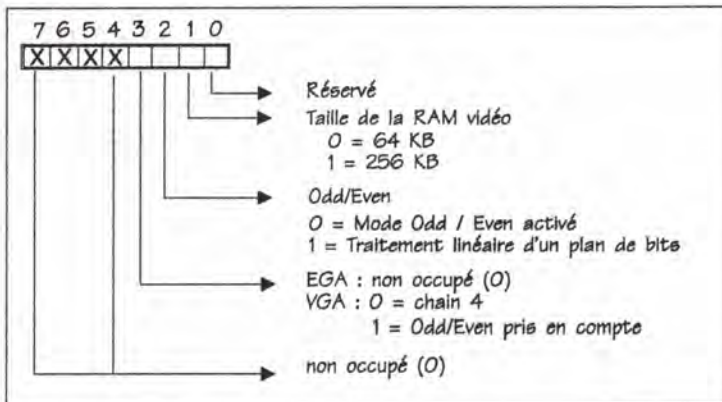 7 6 5 4 3 2 1 0
X X X X
Réservé
Taille de la RAM vidéo
0 = 64 KB
1 = 256 KB
Odd/Even
0 = Mode Odd / Even activé
1 = Traitement linéaire d'un plan de bits
EGA : non occupé (0)
VGA : 0 = chain 4
1 = Odd/Even pris en compte
non occupé (0)